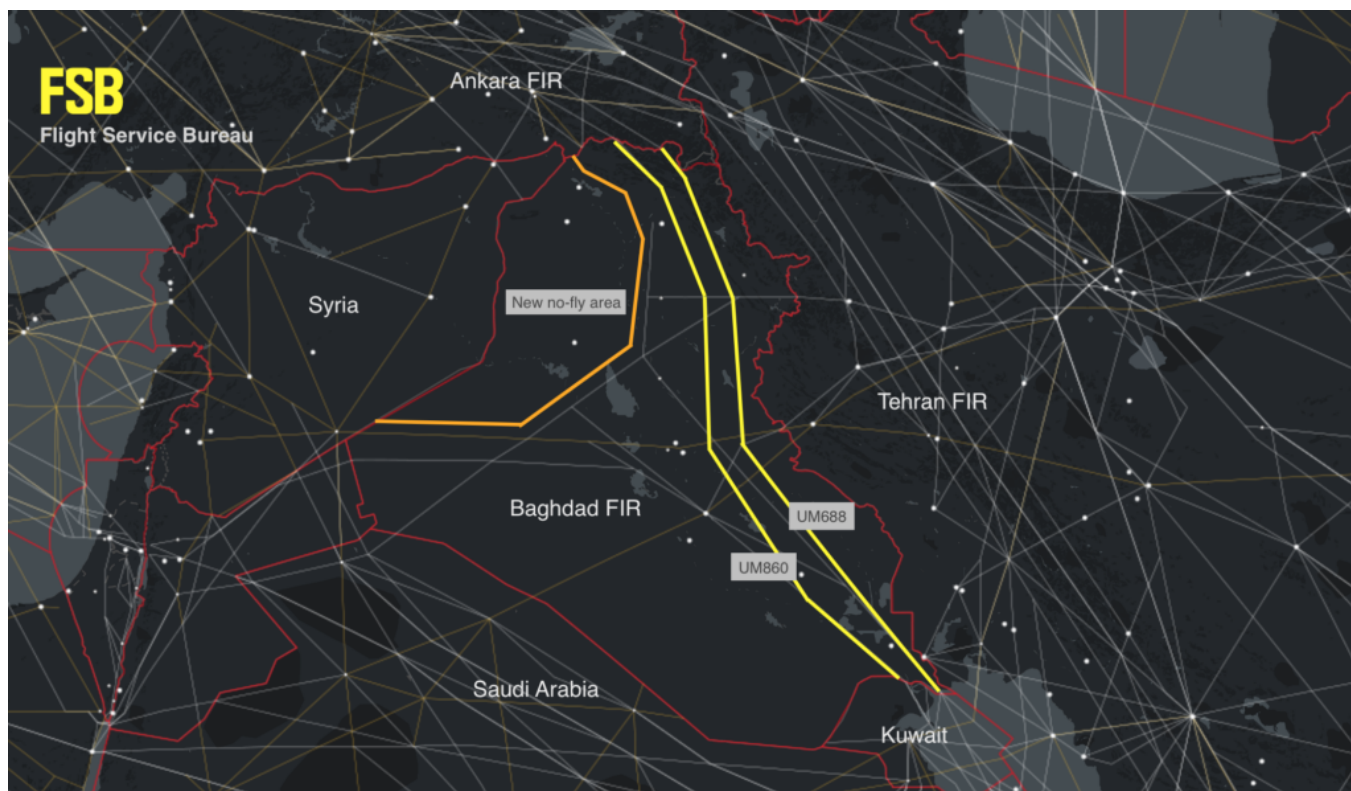 FSB
Flight Service Bureau
Ankara FIR
Syria
New no-fly area
Tehran FIR
Baghdad FIR
UM688
UM860
Saudi Arabia
Kuwait